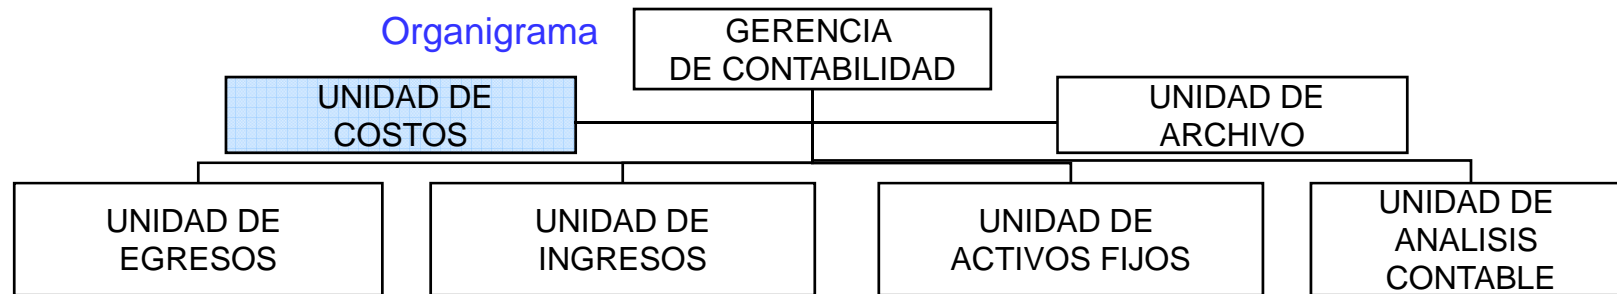 Organigrama
GERENCIA
DE CONTABILIDAD
UNIDAD DE
COSTOS
UNIDAD DE
ARCHIVO
UNIDAD DE
EGRESOS
UNIDAD DE
INGRESOS
UNIDAD DE
ACTIVOS FIJOS
UNIDAD DE
ANALISIS
CONTABLE